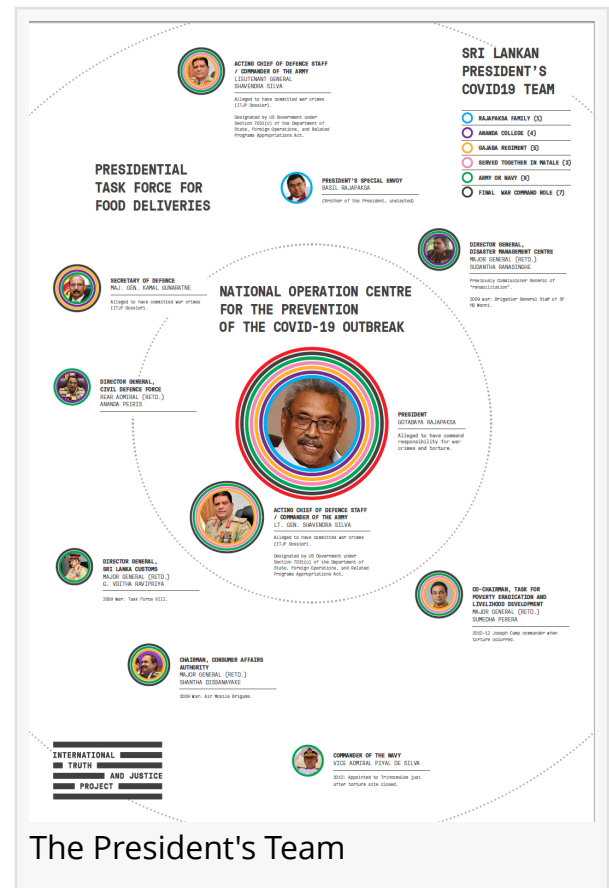 ACTING CHIEF OF DEFENCE STAFF
/ COMMANDER OF THE ARMY
LIEUTENANT GENERAL
SHAVENDRA SILVA
Alleged to have committed war crimes
(ITJP Dossier).
Designated by US Government under
Section 7031(c) of the Department of
State, Foreign Operations, and Related
Programs Appropriations Act.
SRI LANKAN
PRESIDENT'S
COVID19 TEAM
RAJAPAKSA FAMILY (1)
ANANDA COLLEGE (4)
GAJABA REGIMENT (5)
SERVED TOGETHER IN MATALE (3)
ARMY OR NAVY (9)
FINAL WAR COMMAND ROLE (7)
PRESIDENTIAL
TASK FORCE FOR
FOOD DELIVERIES
PRESIDENT'S SPECIAL ENVOY
BASIL RAJAPAKSA
(Brother of the President, unelected)
DIRECTOR GENERAL,
DISASTER MANAGEMENT CENTRE
MAJOR GENERAL (RETD.)
SUDANTHA RANASINGHE
Previously Commissioner General of
"rehabilitation".
2009 War: Brigadier General Staff of SF
HQ Wanni.
SECRETARY OF DEFENCE
MAJ. GEN. KAMAL GUNARATNE
Alleged to have committed war crimes
(ITJP Dossier).
NATIONAL OPERATION CENTRE
FOR THE PREVENTION
OF THE COVID-19 OUTBREAK
DIRECTOR GENERAL,
CIVIL DEFENCE FORCE
REAR ADMIRAL (RETD.)
ANANDA PEIRIS
PRESIDENT
GOTABAYA RAJAPAKSA
Alleged to have command
responsibility for war
crimes and torture.
ACTING CHIEF OF DEFENCE STAFF
/ COMMANDER OF THE ARMY
LT. GEN. SHAVENDRA SILVA
Alleged to have committed war crimes
(ITJP Dossier).
Designated by US Government under
Section 7031(c) of the Department of
State, Foreign Operations, and Related
Programs Appropriations Act.
DIRECTOR GENERAL,
SRI LANKA CUSTOMS
MAJOR GENERAL (RETD.)
G. VIJITHA RAVIPRIYA
2009 War: Task Force VIII.
CO-CHAIRMAN, TASK FOR
POVERTY ERADICATION AND
LIVELIHOOD DEVELOPMENT
MAJOR GENERAL (RETD.)
SUMEDHA PERERA
2010-12 Joseph Camp commander when
torture occurred.
CHAIRMAN, CONSUMER AFFAIRS
AUTHORITY
MAJOR GENERAL (RETD.)
SHANTHA DISSANAYAKE
2009 War: Air Mobile Brigade.
COMMANDER OF THE NAVY
VICE ADMIRAL PIYAL DE SILVA
2012: Appointed to Trincomalee just
after torture site closed.
INTERNATIONAL
TRUTH
AND JUSTICE
PROJECT
The President's Team